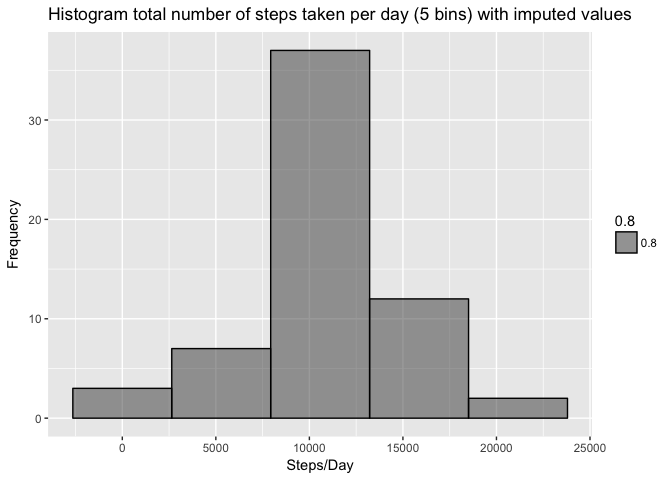 Histogram total number of steps taken per day (5 bins) with imputed values
30
20
10
0
Frequency
0 5000 10000 15000 20000 25000
Steps/Day
0.8
0.8